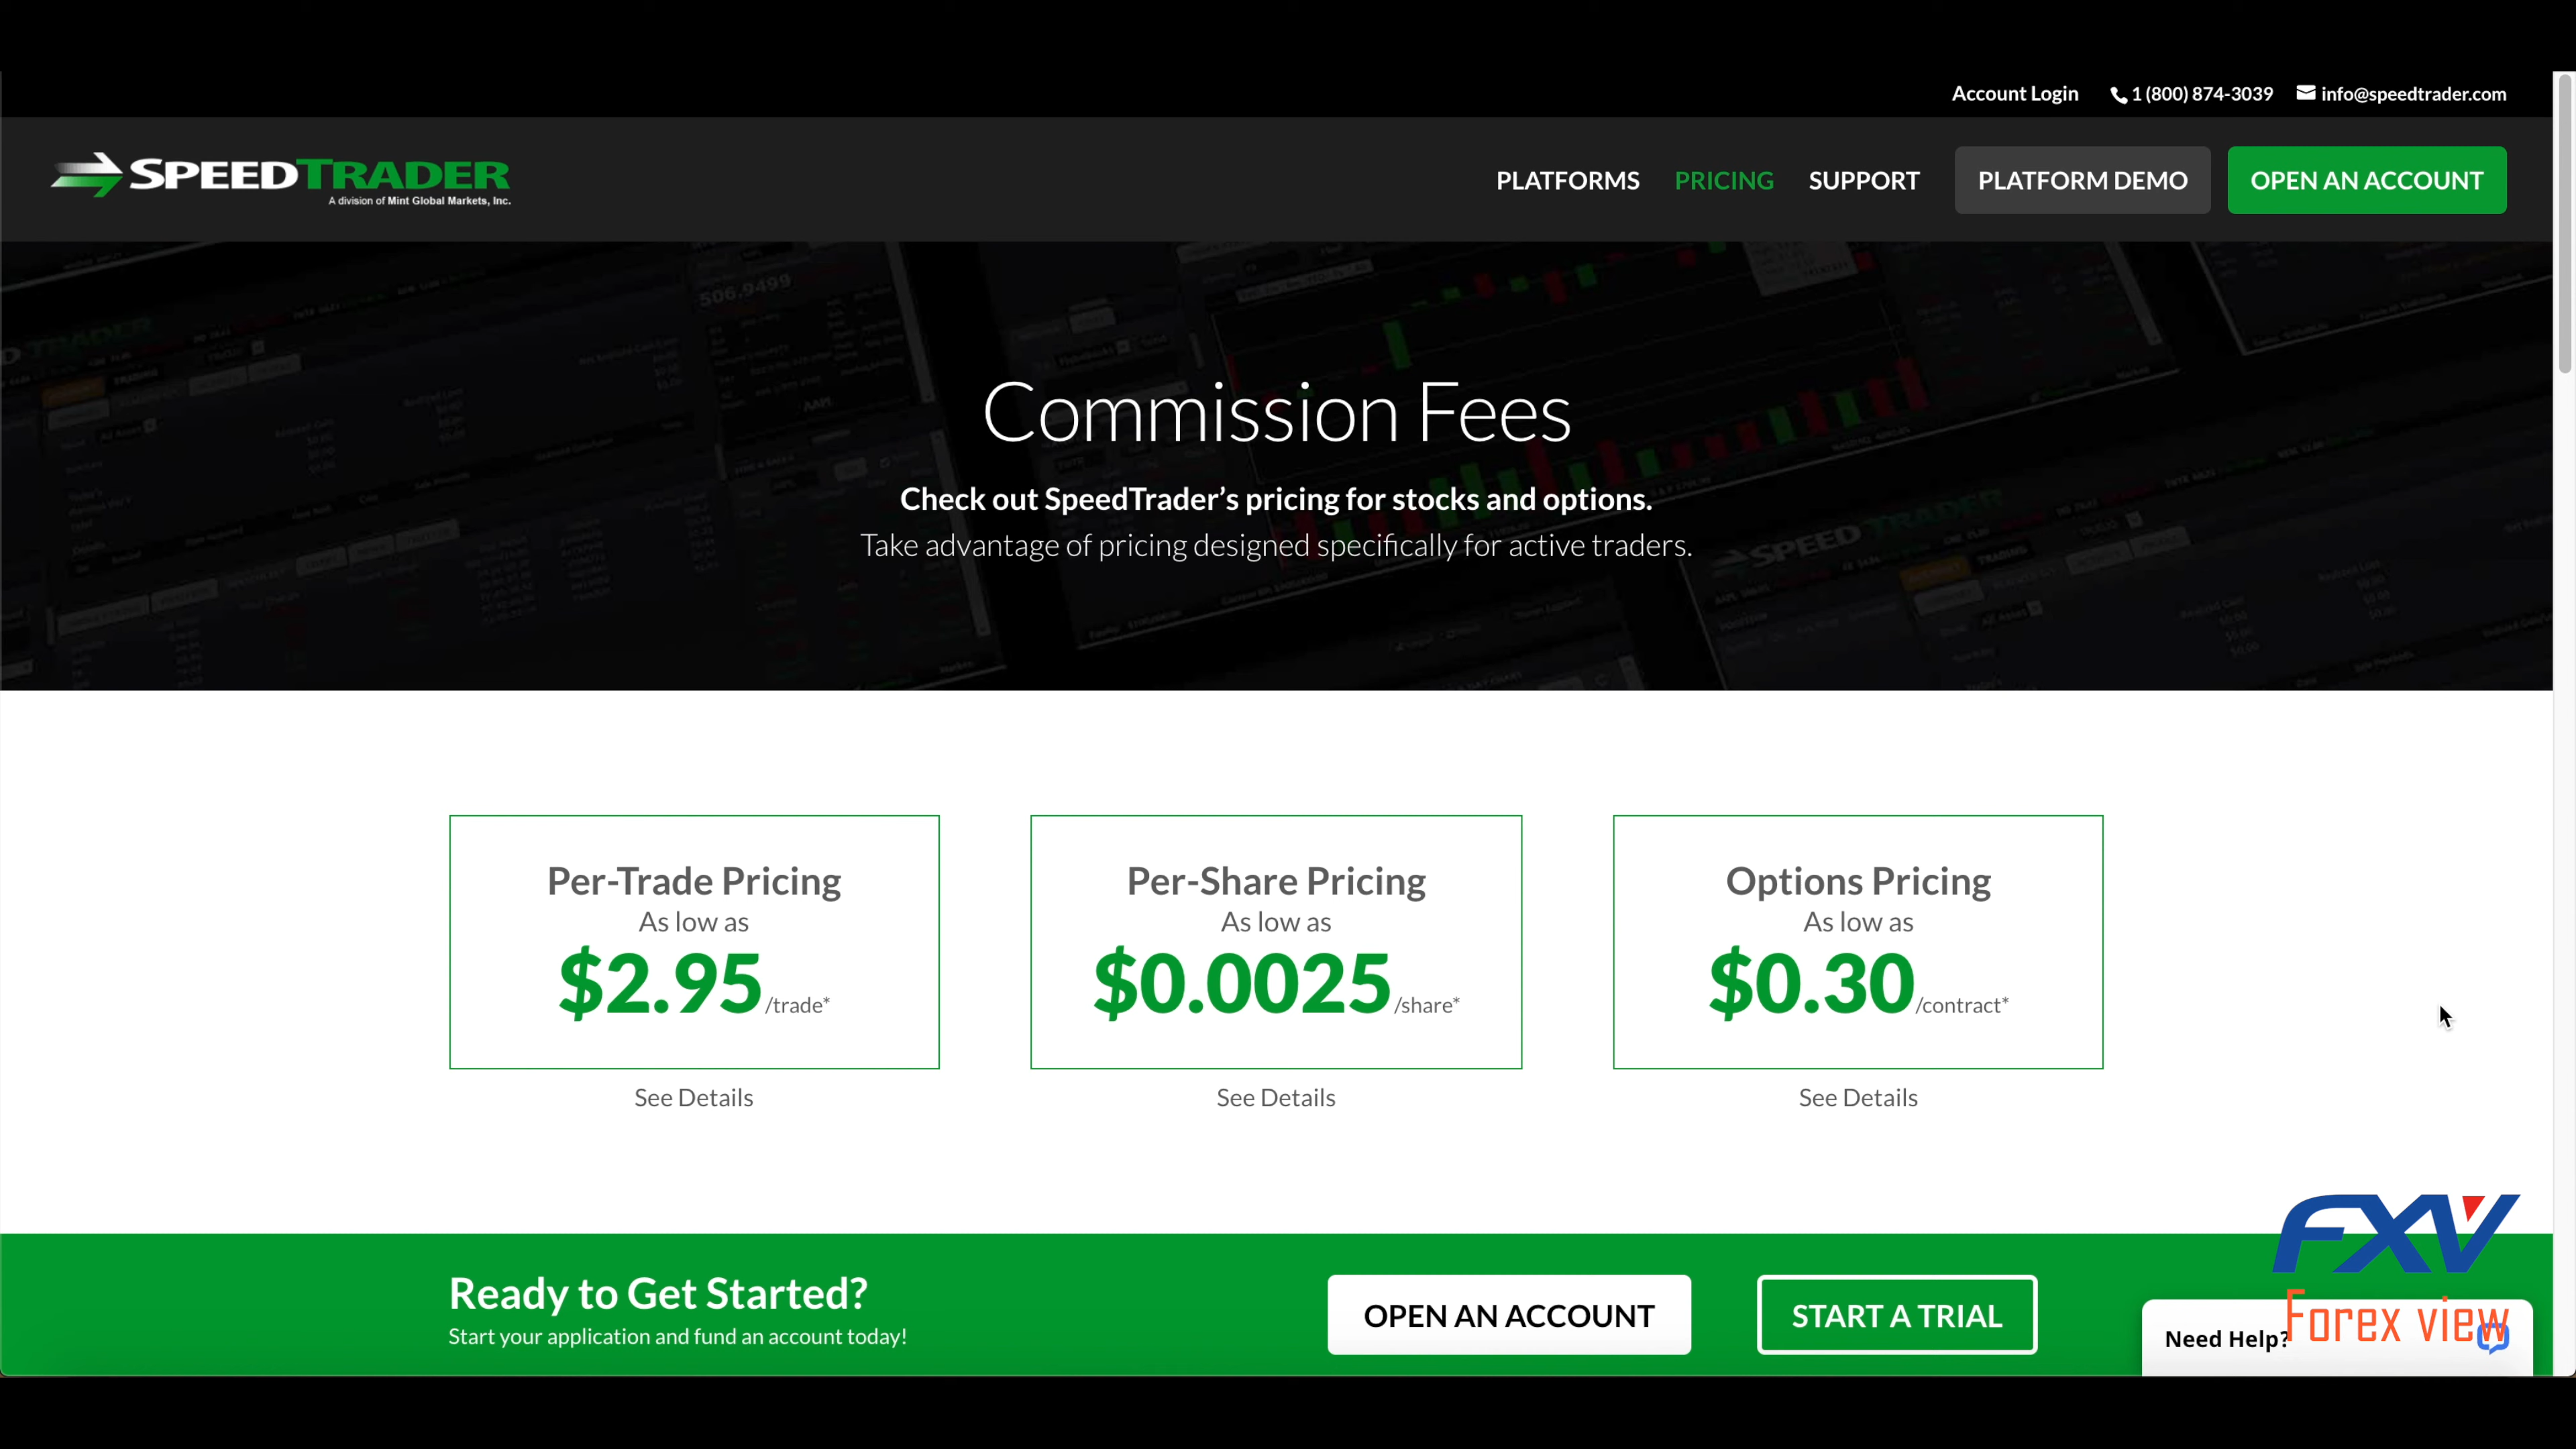 Account Login 1 (800) 874-3039 info@speedtrader.com
SPEEDTRADER
A division of Mint Global Markets, Inc.
PLATFORMS PRICING SUPPORT PLATFORM DEMO OPEN AN ACCOUNT
506.9499
Commission Fees
Check out SpeedTrader’s pricing for stocks and options.
Take advantage of pricing designed specifically for active traders.
SPEEDTRADER
Per-Trade Pricing
As low as
$2.95/trade*
See Details
Per-Share Pricing
As low as
$0.0025/share*
See Details
Options Pricing
As low as
$0.30/contract*
See Details
Ready to Get Started?
Start your application and fund an account today!
OPEN AN ACCOUNT
START A TRIAL
FXV
Forex view
Need Help?